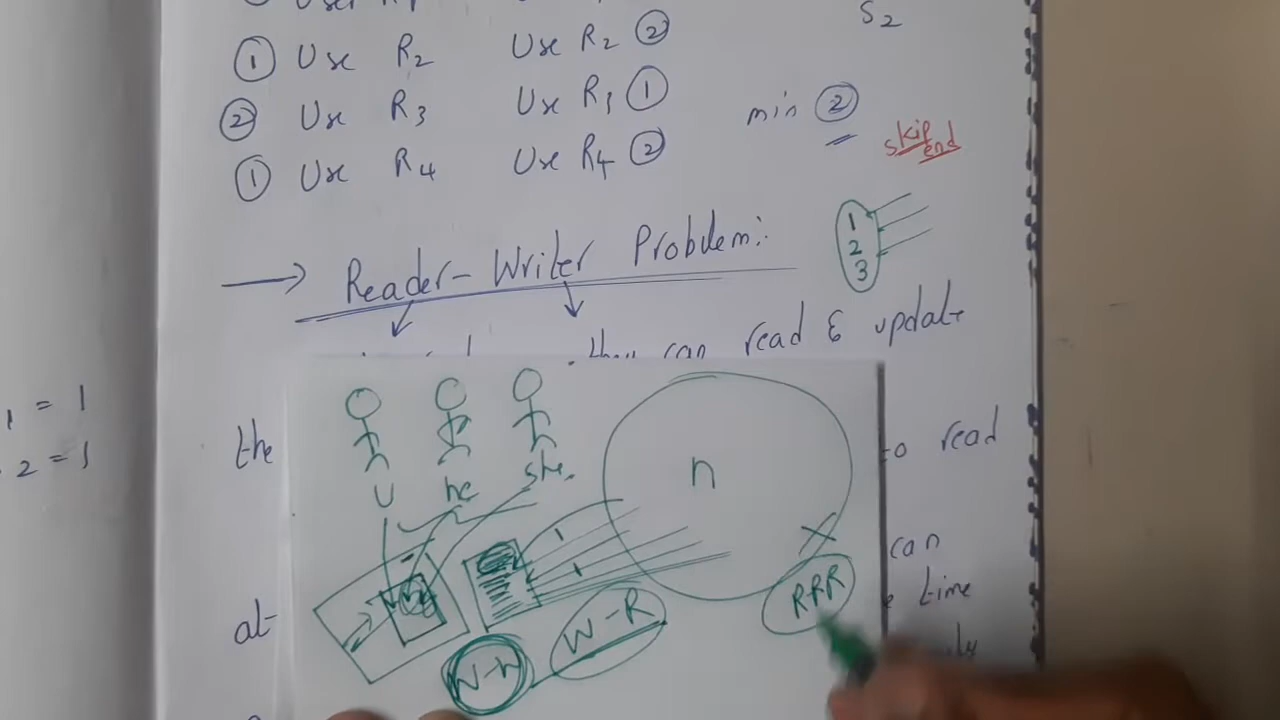 S2
① Use R2 Use R2 ②
② Use R3 Use R1 ①
① Use R4 Use R4 ②
min ②
skip end
1
2
3
→ Reader-Writer Problem:
they can read & update
1 = 1
2 = 1
the
to read
U he she.
n
can
time
at
W-W
W-R
RRR